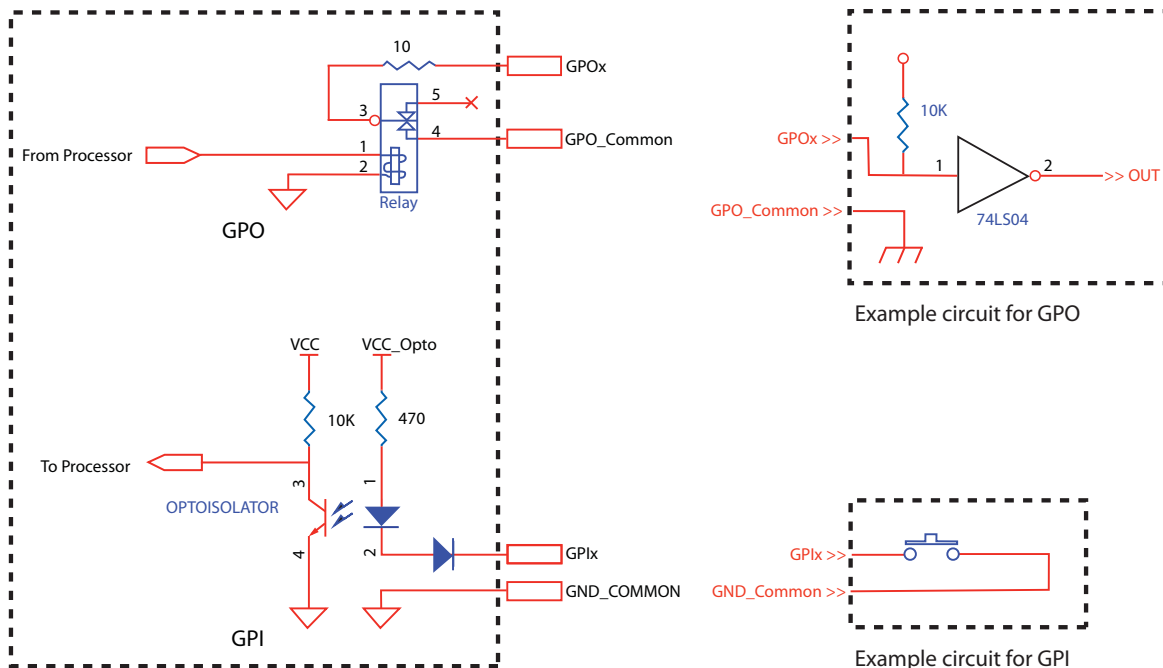 10
GPOx
5
3
4
GPO_Common
From Processor
1
2
Relay
GPO
VCC
VCC_Opto
10K
470
To Processor
3
1
OPTOISOLATOR
4
2
GPIx
GND_COMMON
GPI
10K
GPOx >>
1
2
>> OUT
GPO_Common >>
74LS04
Example circuit for GPO
GPIx >>
GND_Common >>
Example circuit for GPI